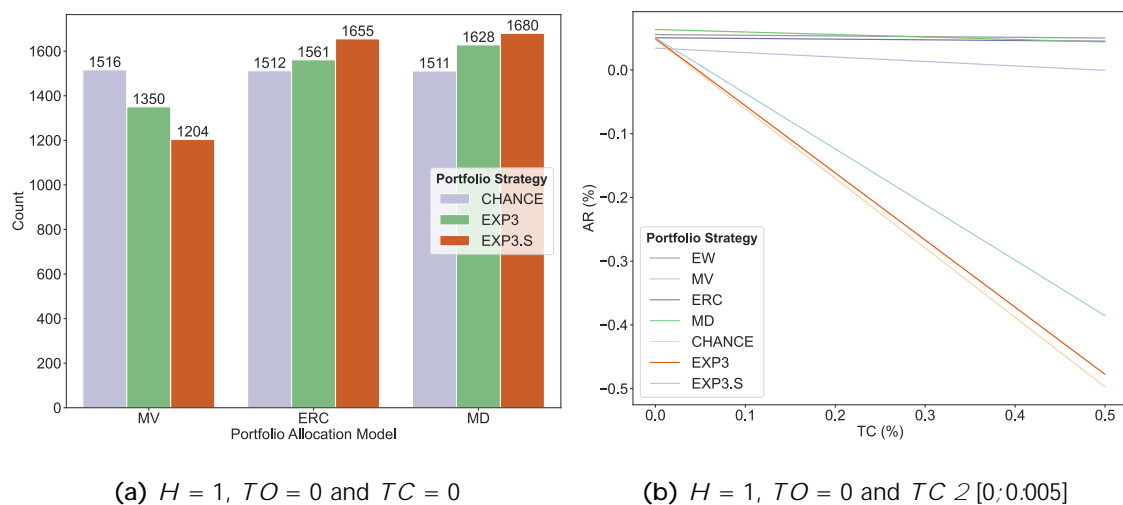 1680
1655
1628
1600
1561
1516
1512
1511
1400
1350
1204
1200
Portfolio Strategy
CHANCE
EXP3
EXP3.S
1000
Count
800
600
400
200
0
MV
ERC
MD
Portfolio Allocation Model
(a) H = 1, TO = 0 and TC = 0
0.0
−0.1
−0.2
AR (%)
−0.3
−0.4
−0.5
Portfolio Strategy
EW
MV
ERC
MD
CHANCE
EXP3
EXP3.S
0.0
0.1
0.2
0.3
0.4
0.5
TC (%)
(b) H = 1, TO = 0 and TC 2 [0;0:005]